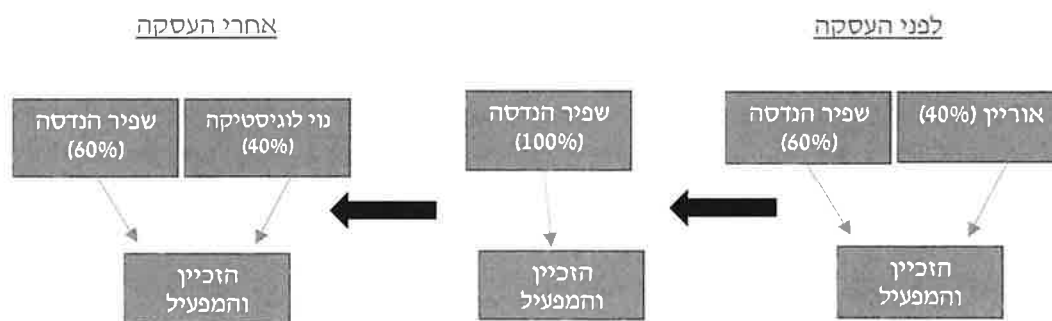 לפני העסקה
אחרי העסקה
אוריין (40%)
שפיר הנדסה
(60%)
הזכיין
והמפעיל
שפיר הנדסה
(100%)
הזכיין
והמפעיל
נוי לוגיסטיקה
(40%)
שפיר הנדסה
(60%)
הזכיין
והמפעיל